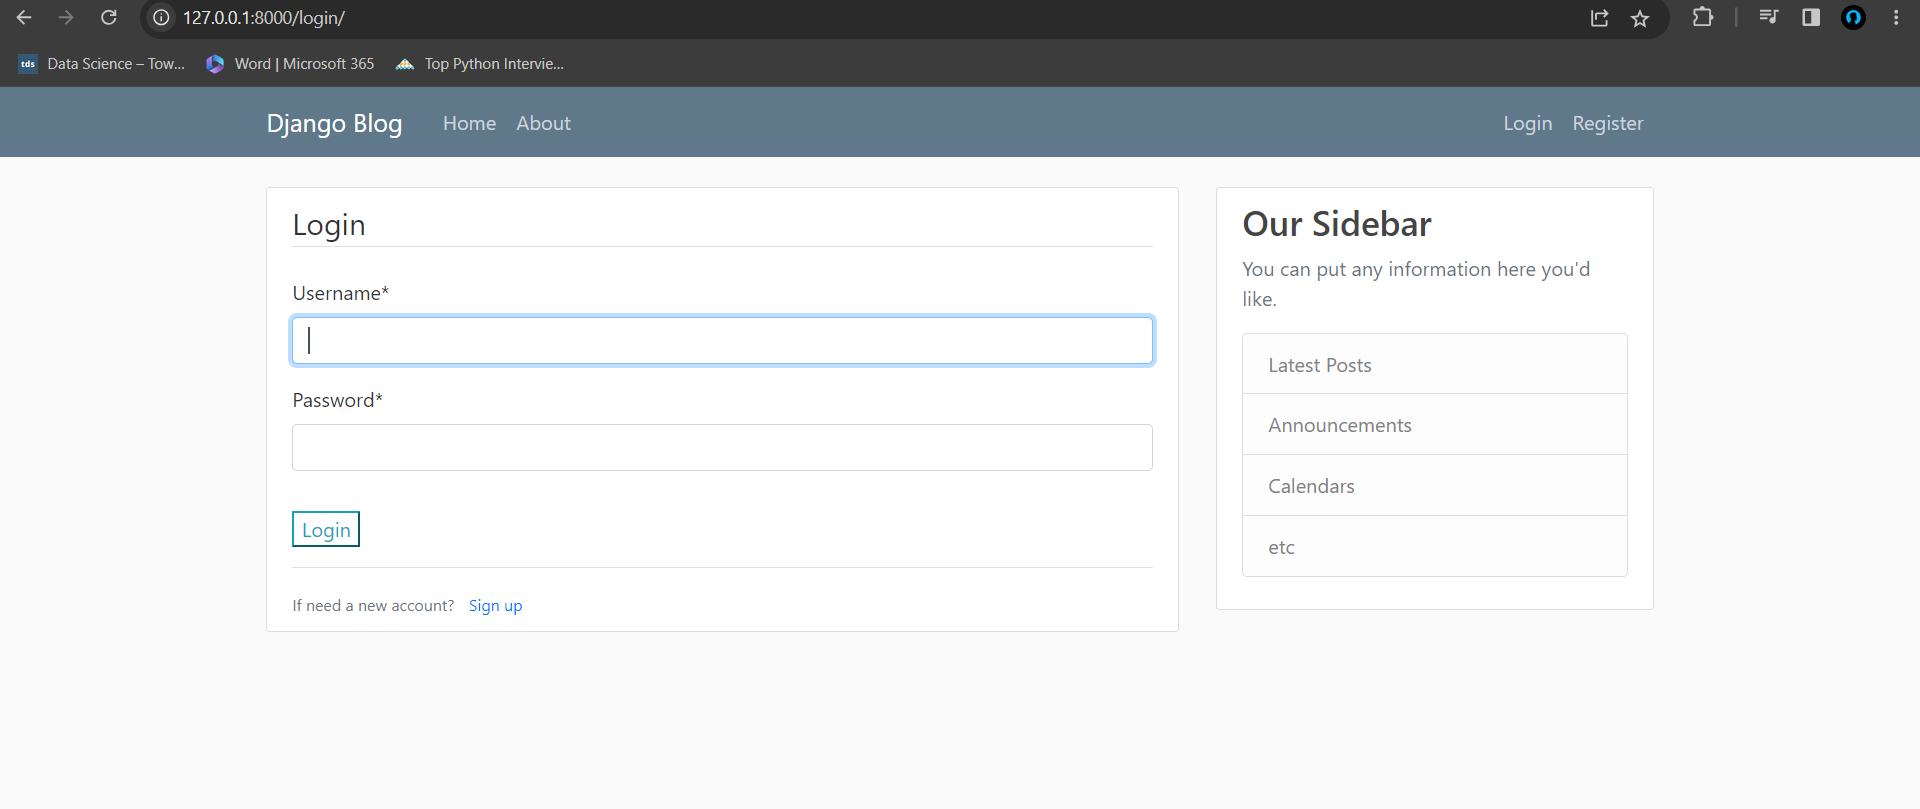 127.0.0.1:8000/login/
tds Data Science – Tow... Word | Microsoft 365 Top Python Intervie...
Django Blog Home About Login Register
Login
Username*
Password*
Login
If need a new account? Sign up
Our Sidebar
You can put any information here you'd
like.
Latest Posts
Announcements
Calendars
etc